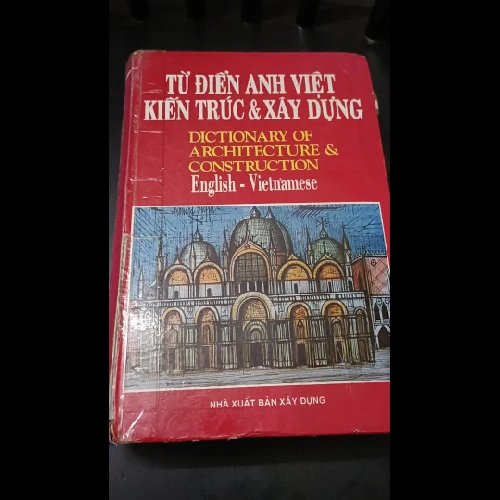 TỪ ĐIỂN ANH VIỆT
KIẾN TRÚC & XÂY DỰNG
DICTIONARY OF
ARCHITECTURE &
CONSTRUCTION
English - Vietnamese
NHÀ XUẤT BẢN XÂY DỰNG